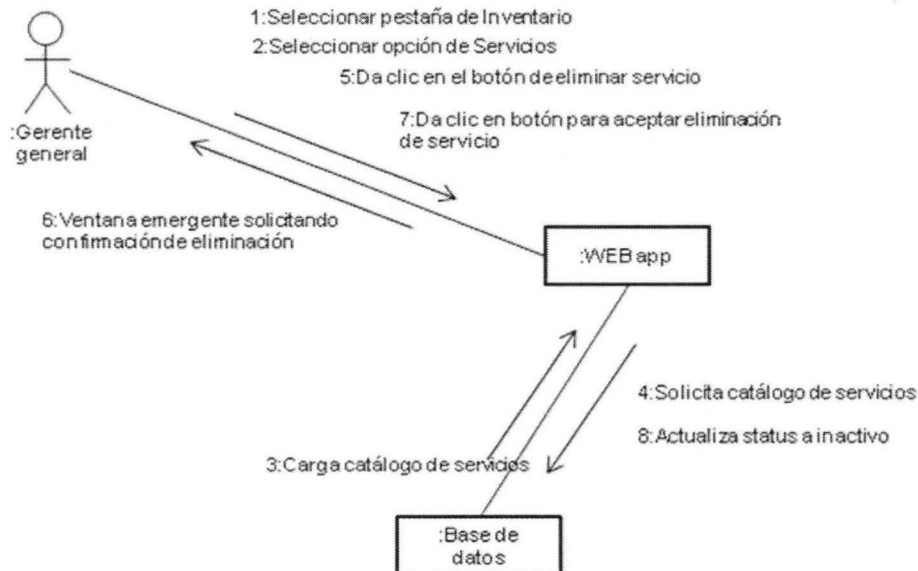 1:Seleccionar pestaña de Inventario
2:Seleccionar opción de Servicios
5:Da clic en el botón de eliminar servicio
7:Da clic en botón para aceptar eliminación
de servicio
:Gerente
general
6:Ventana emergente solicitando
confirmación de eliminación
:WEB app
4:Solicita catálogo de servicios
8:Actualiza status a inactivo
3:Carga catálogo de servicios
:Base de
datos